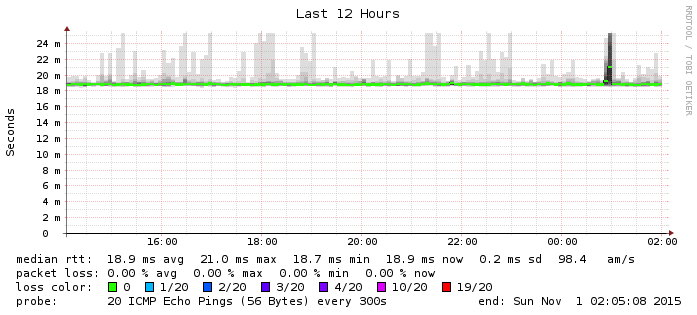 Last 12 Hours
RRDTOOL / TOBI OETIKER
Seconds
24 m
22 m
20 m
18 m
16 m
14 m
12 m
10 m
8 m
6 m
4 m
2 m
0
16:00 18:00 20:00 22:00 00:00 02:00
median rtt: 18.9 ms avg 21.0 ms max 18.7 ms min 18.9 ms now 0.2 ms sd 98.4 am/s
packet loss: 0.00 % avg 0.00 % max 0.00 % min 0.00 % now
loss color: 0 1/20 2/20 3/20 4/20 10/20 19/20
probe: 20 ICMP Echo Pings (56 Bytes) every 300s end: Sun Nov 1 02:05:08 2015